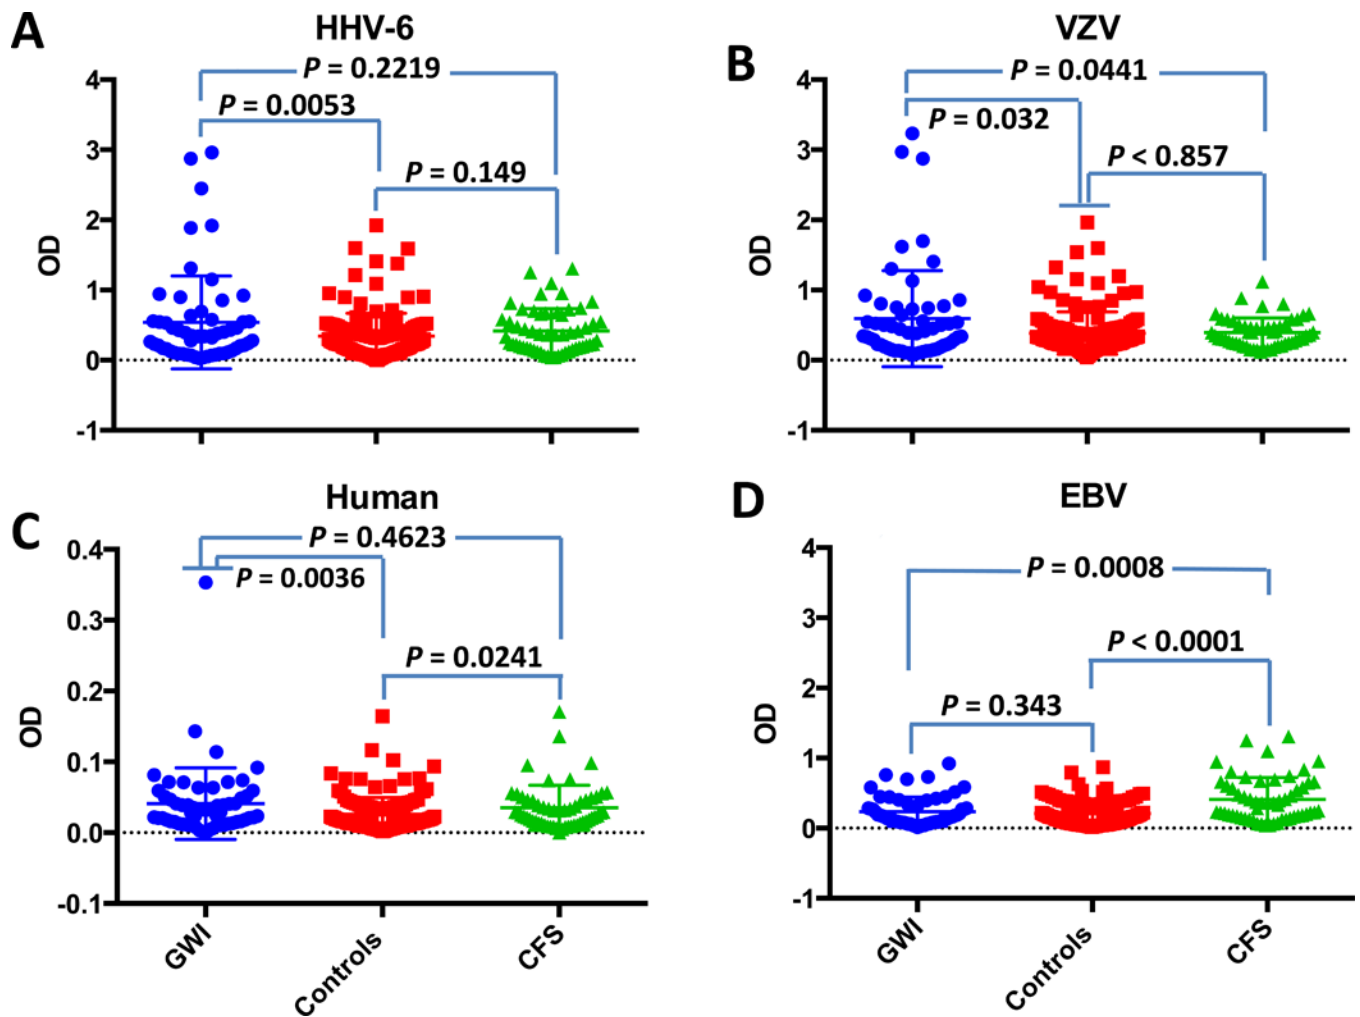 A
HHV-6
P = 0.2219
P = 0.0053
P = 0.149
OD
4
3
2
1
0
-1
B
VZV
P = 0.0441
P = 0.032
P < 0.857
OD
4
3
2
1
0
-1
C
Human
P = 0.4623
P = 0.0036
P = 0.0241
OD
0.4
0.3
0.2
0.1
0.0
-0.1
GWI
Controls
CFS
D
EBV
P = 0.0008
P < 0.0001
P = 0.343
OD
4
3
2
1
0
-1
GWI
Controls
CFS